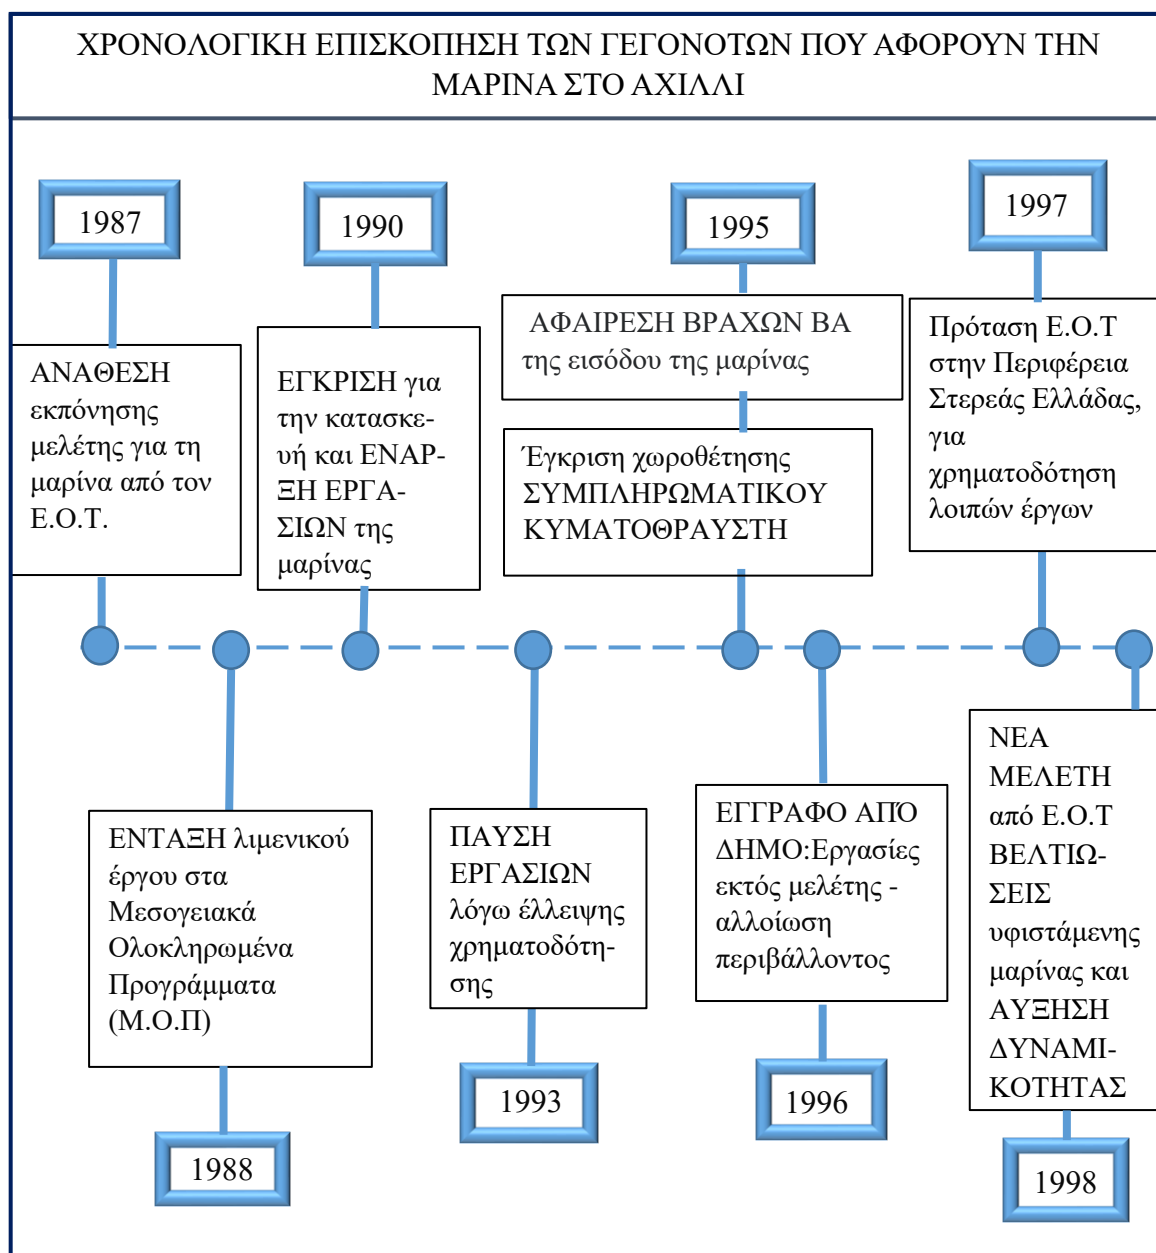 ΧΡΟΝΟΛΟΓΙΚΗ ΕΠΙΣΚΟΠΗΣΗ ΤΩΝ ΓΕΓΟΝΟΤΩΝ ΠΟΥ ΑΦΟΡΟΥΝ ΤΗΝ
ΜΑΡΙΝΑ ΣΤΟ ΑΧΙΛΛΙ
1987
ΑΝΑΘΕΣΗ
εκπόνησης
μελέτης για τη
μαρίνα από τον
Ε.Ο.Τ.
1988
ΕΝΤΑΞΗ λιμενικού
έργου στα
Μεσογειακά
Ολοκληρωμένα
Προγράμματα
(Μ.Ο.Π)
1990
ΕΓΚΡΙΣΗ για
την κατασκε-
υή και ΕΝΑΡ-
ΞΗ ΕΡΓΑ-
ΣΙΩΝ της
μαρίνας
1993
ΠΑΥΣΗ
ΕΡΓΑΣΙΩΝ
λόγω έλλειψης
χρηματοδότη-
σης
1995
ΑΦΑΙΡΕΣΗ ΒΡΑΧΩΝ ΒΑ
της εισόδου της μαρίνας
Έγκριση χωροθέτησης
ΣΥΜΠΛΗΡΩΜΑΤΙΚΟΥ
ΚΥΜΑΤΟΘΡΑΥΣΤΗ
1996
ΕΓΓΡΑΦΟ ΑΠΌ
ΔΗΜΟ:Εργασίες
εκτός μελέτης -
αλλοίωση
περιβάλλοντος
1997
Πρόταση Ε.Ο.Τ
στην Περιφέρεια
Στερεάς Ελλάδας,
για
χρηματοδότηση
λοιπών έργων
1998
ΝΕΑ
ΜΕΛΕΤΗ
από Ε.Ο.Τ
ΒΕΛΤΙΩ-
ΣΕΙΣ
υφιστάμενης
μαρίνας και
ΑΥΞΗΣΗ
ΔΥΝΑΜΙ-
ΚΟΤΗΤΑΣ